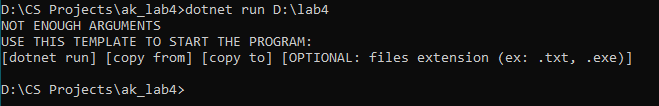 D:\CS Projects\ak_lab4>dotnet run D:\lab4
NOT ENOUGH ARGUMENTS
USE THIS TEMPLATE TO START THE PROGRAM:
[dotnet run] [copy from] [copy to] [OPTIONAL: files extension (ex: .txt, .exe)]
D:\CS Projects\ak_lab4>